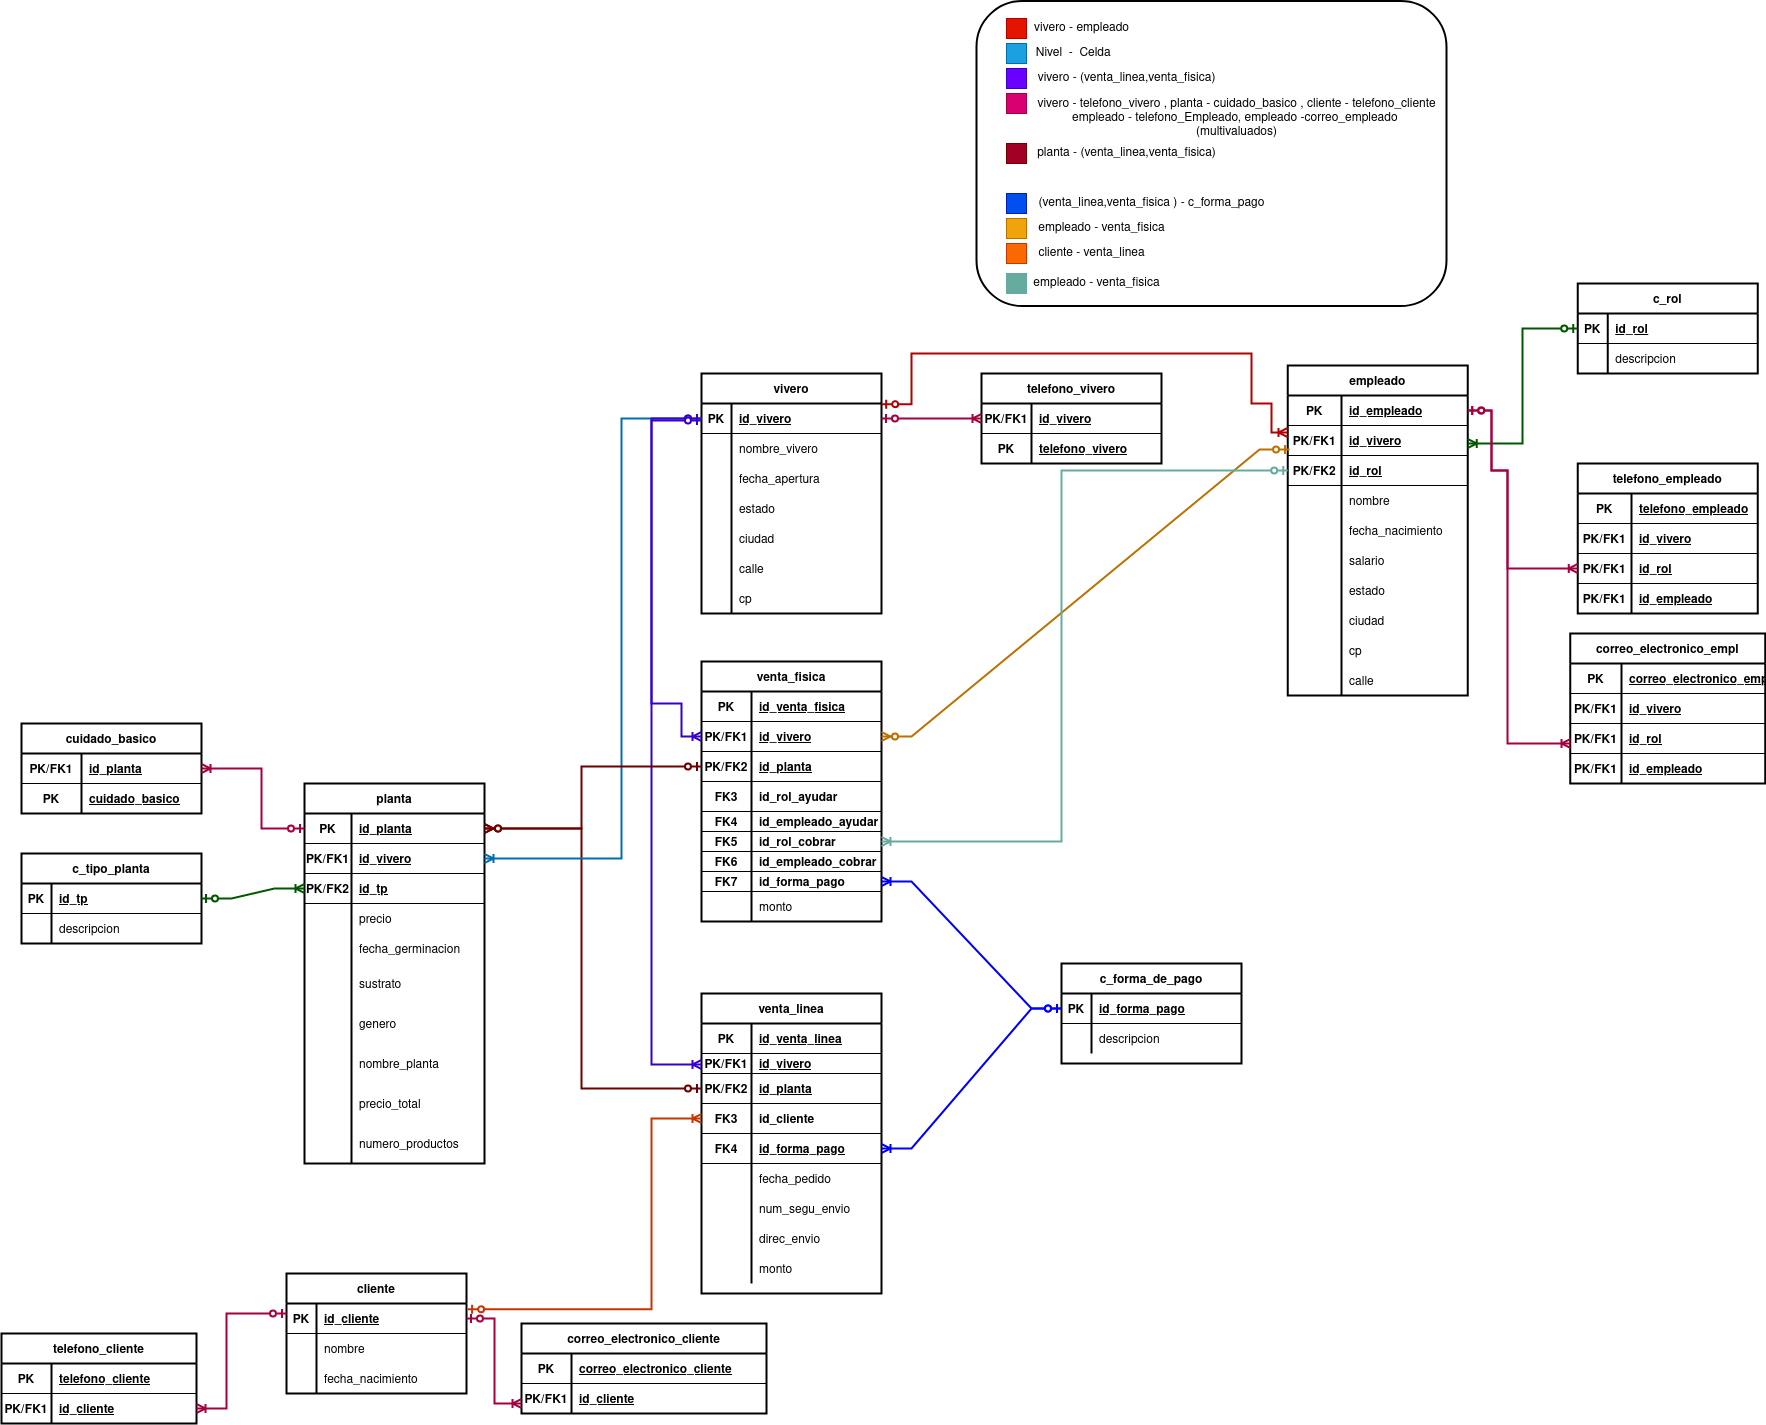 vivero - empleado
Nivel - Celda
vivero - (venta_linea,venta_fisica)
vivero - telefono_vivero , planta - cuidado_basico , cliente - telefono_cliente
empleado - telefono_Empleado, empleado -correo_empleado
(multivaluados)
planta - (venta_linea,venta_fisica)
(venta_linea,venta_fisica ) - c_forma_pago
empleado - venta_fisica
cliente - venta_linea
empleado - venta_fisica
c_rol
PK id_rol
descripcion
vivero
PK id_vivero
nombre_vivero
fecha_apertura
estado
ciudad
calle
cp
telefono_vivero
PK/FK1 id_vivero
PK telefono_vivero
empleado
PK id_empleado
PK/FK1 id_vivero
PK/FK2 id_rol
nombre
fecha_nacimiento
salario
estado
ciudad
cp
calle
telefono_empleado
PK telefono_empleado
PK/FK1 id_vivero
PK/FK1 id_rol
PK/FK1 id_empleado
correo_electronico_empl
PK correo_electronico_emp
PK/FK1 id_vivero
PK/FK1 id_rol
PK/FK1 id_empleado
venta_fisica
PK id_venta_fisica
PK/FK1 id_vivero
PK/FK2 id_planta
FK3 id_rol_ayudar
FK4 id_empleado_ayudar
FK5 id_rol_cobrar
FK6 id_empleado_cobrar
FK7 id_forma_pago
monto
cuidado_basico
PK/FK1 id_planta
PK cuidado_basico
c_tipo_planta
PK id_tp
descripcion
planta
PK id_planta
PK/FK1 id_vivero
PK/FK2 id_tp
precio
fecha_germinacion
sustrato
genero
nombre_planta
precio_total
numero_productos
venta_linea
PK id_venta_linea
PK/FK1 id_vivero
PK/FK2 id_planta
FK3 id_cliente
FK4 id_forma_pago
fecha_pedido
num_segu_envio
direc_envio
monto
c_forma_de_pago
PK id_forma_pago
descripcion
cliente
PK id_cliente
nombre
fecha_nacimiento
telefono_cliente
PK telefono_cliente
PK/FK1 id_cliente
correo_electronico_cliente
PK correo_electronico_cliente
PK/FK1 id_cliente